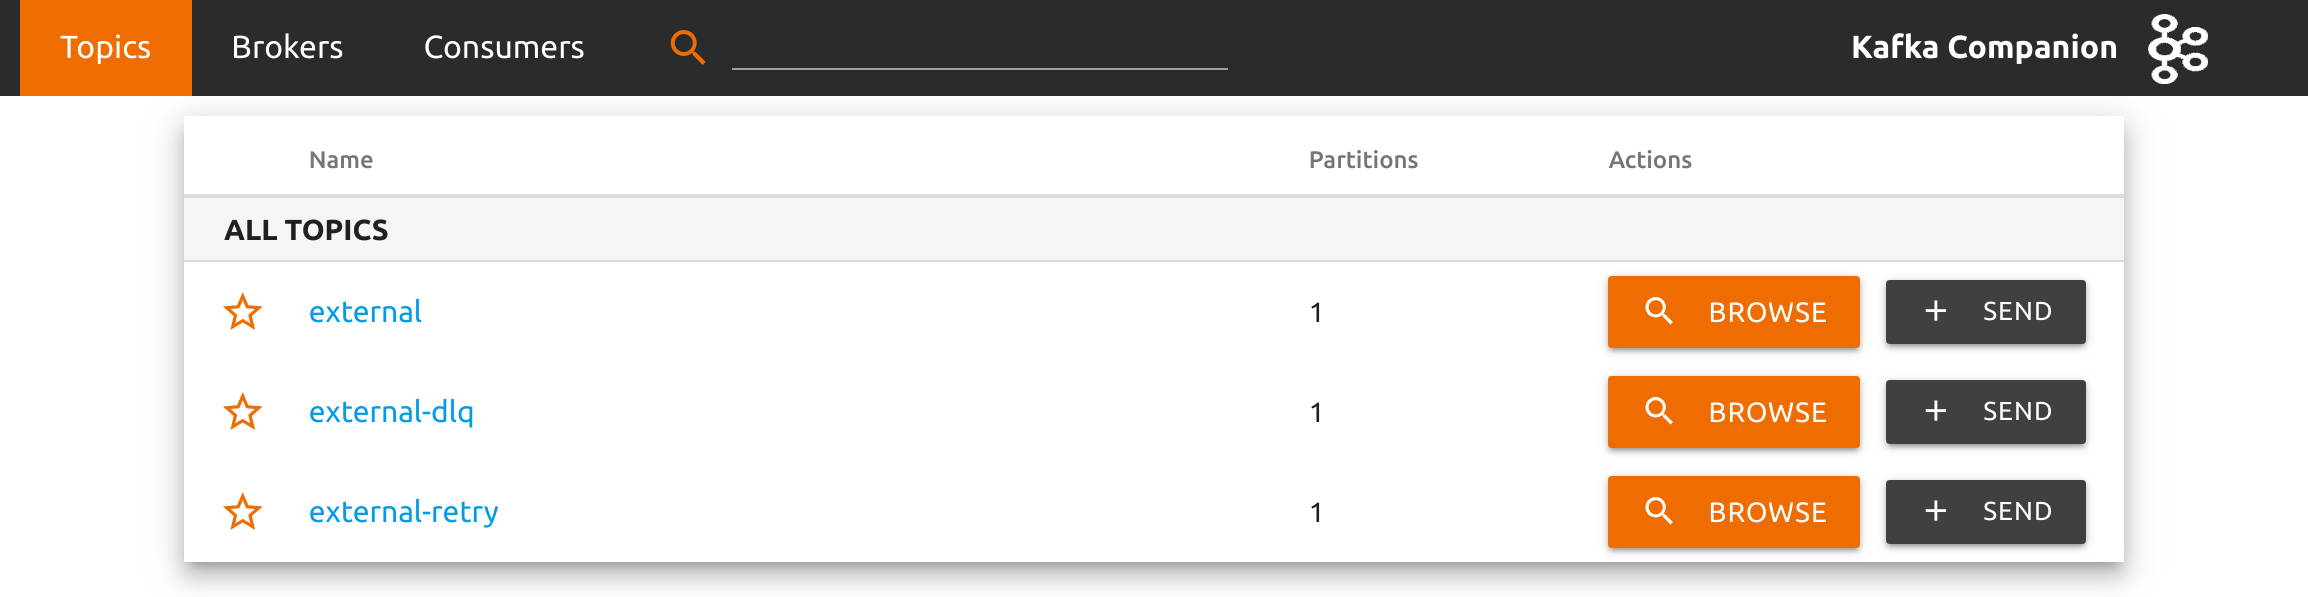 Topics Brokers Consumers Kafka Companion
Name Partitions Actions
ALL TOPICS
external 1 BROWSE + SEND
external-dlq 1 BROWSE + SEND
external-retry 1 BROWSE + SEND